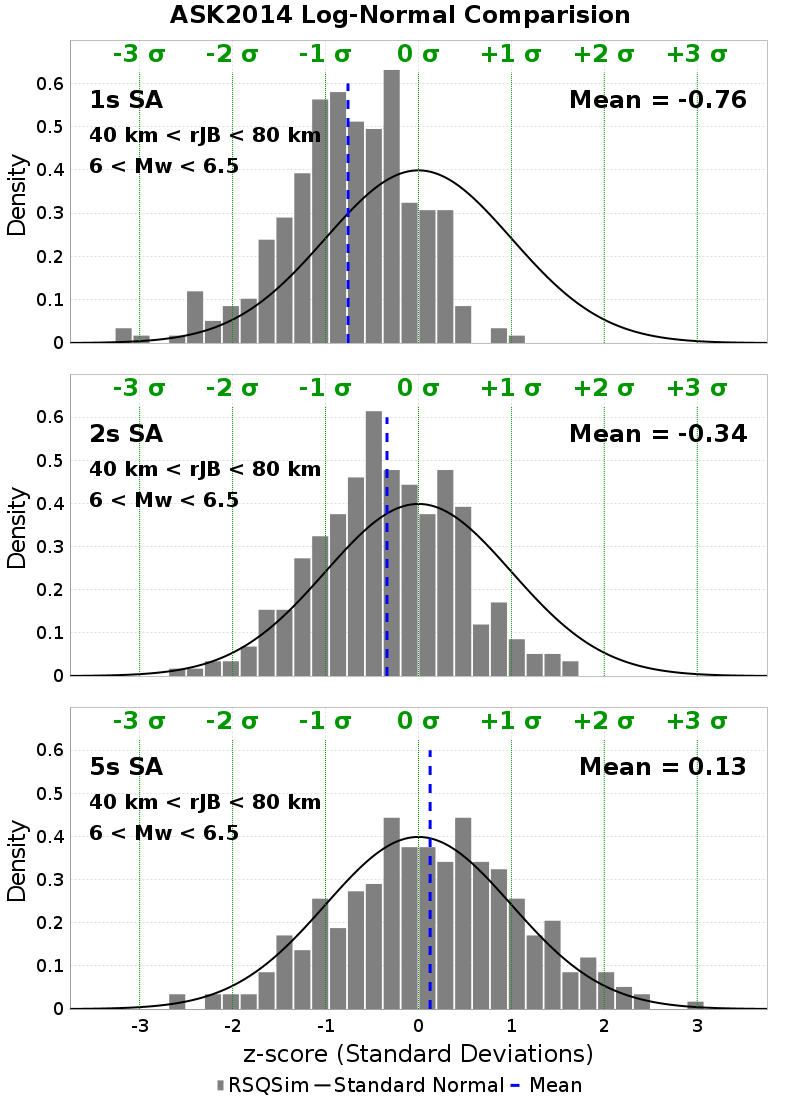 ASK2014 Log-Normal Comparision
-3 σ -2 σ -1 σ 0 σ +1 σ +2 σ +3 σ
1s SA Mean = -0.76
40 km < rJB < 80 km
6 < Mw < 6.5
0.6
0.5
0.4
0.3
0.2
0.1
0
Density
-3 σ -2 σ -1 σ 0 σ +1 σ +2 σ +3 σ
2s SA Mean = -0.34
40 km < rJB < 80 km
6 < Mw < 6.5
0.6
0.5
0.4
0.3
0.2
0.1
0
Density
-3 σ -2 σ -1 σ 0 σ +1 σ +2 σ +3 σ
5s SA Mean = 0.13
40 km < rJB < 80 km
6 < Mw < 6.5
0.6
0.5
0.4
0.3
0.2
0.1
0
Density
-3 -2 -1 0 1 2 3
z-score (Standard Deviations)
RSQSim Standard Normal Mean